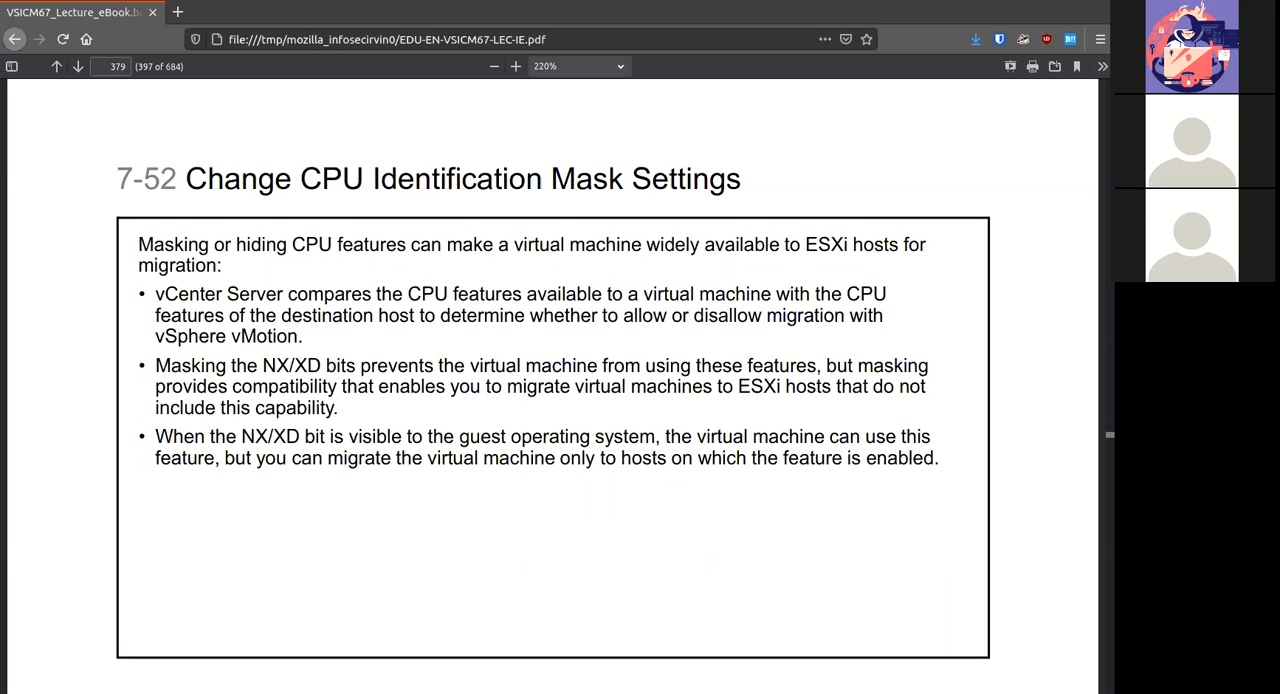 VSICM67_Lecture_eBook.b
file:///tmp/mozilla_infosecirvin0/EDU-EN-VSICM67-LEC-IE.pdf
379 (397 of 684)
220%
7-52 Change CPU Identification Mask Settings
Masking or hiding CPU features can make a virtual machine widely available to ESXi hosts for
migration:
• vCenter Server compares the CPU features available to a virtual machine with the CPU
features of the destination host to determine whether to allow or disallow migration with
vSphere vMotion.
• Masking the NX/XD bits prevents the virtual machine from using these features, but masking
provides compatibility that enables you to migrate virtual machines to ESXi hosts that do not
include this capability.
• When the NX/XD bit is visible to the guest operating system, the virtual machine can use this
feature, but you can migrate the virtual machine only to hosts on which the feature is enabled.